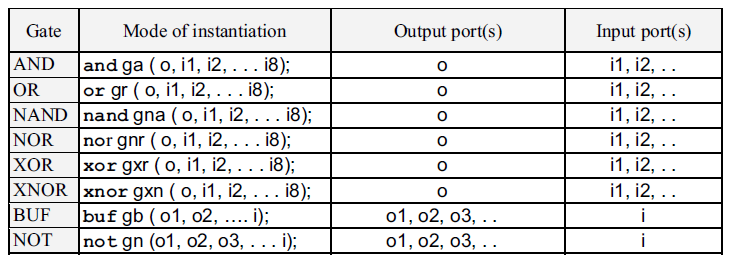 Gate Mode of instantiation Output port(s) Input port(s)
AND and ga ( o, i1, i2, . . . i8); o i1, i2, . .
OR or gr ( o, i1, i2, . . . i8); o i1, i2, . .
NAND nand gna ( o, i1, i2, . . . i8); o i1, i2, . .
NOR nor gnr ( o, i1, i2, . . . i8); o i1, i2, . .
XOR xor gxr ( o, i1, i2, . . . i8); o i1, i2, . .
XNOR xnor gxn ( o, i1, i2, . . . i8); o i1, i2, . .
BUF buf gb ( o1, o2, .... i); o1, o2, o3, . . i
NOT not gn (o1, o2, o3, . . . i); o1, o2, o3, . . i